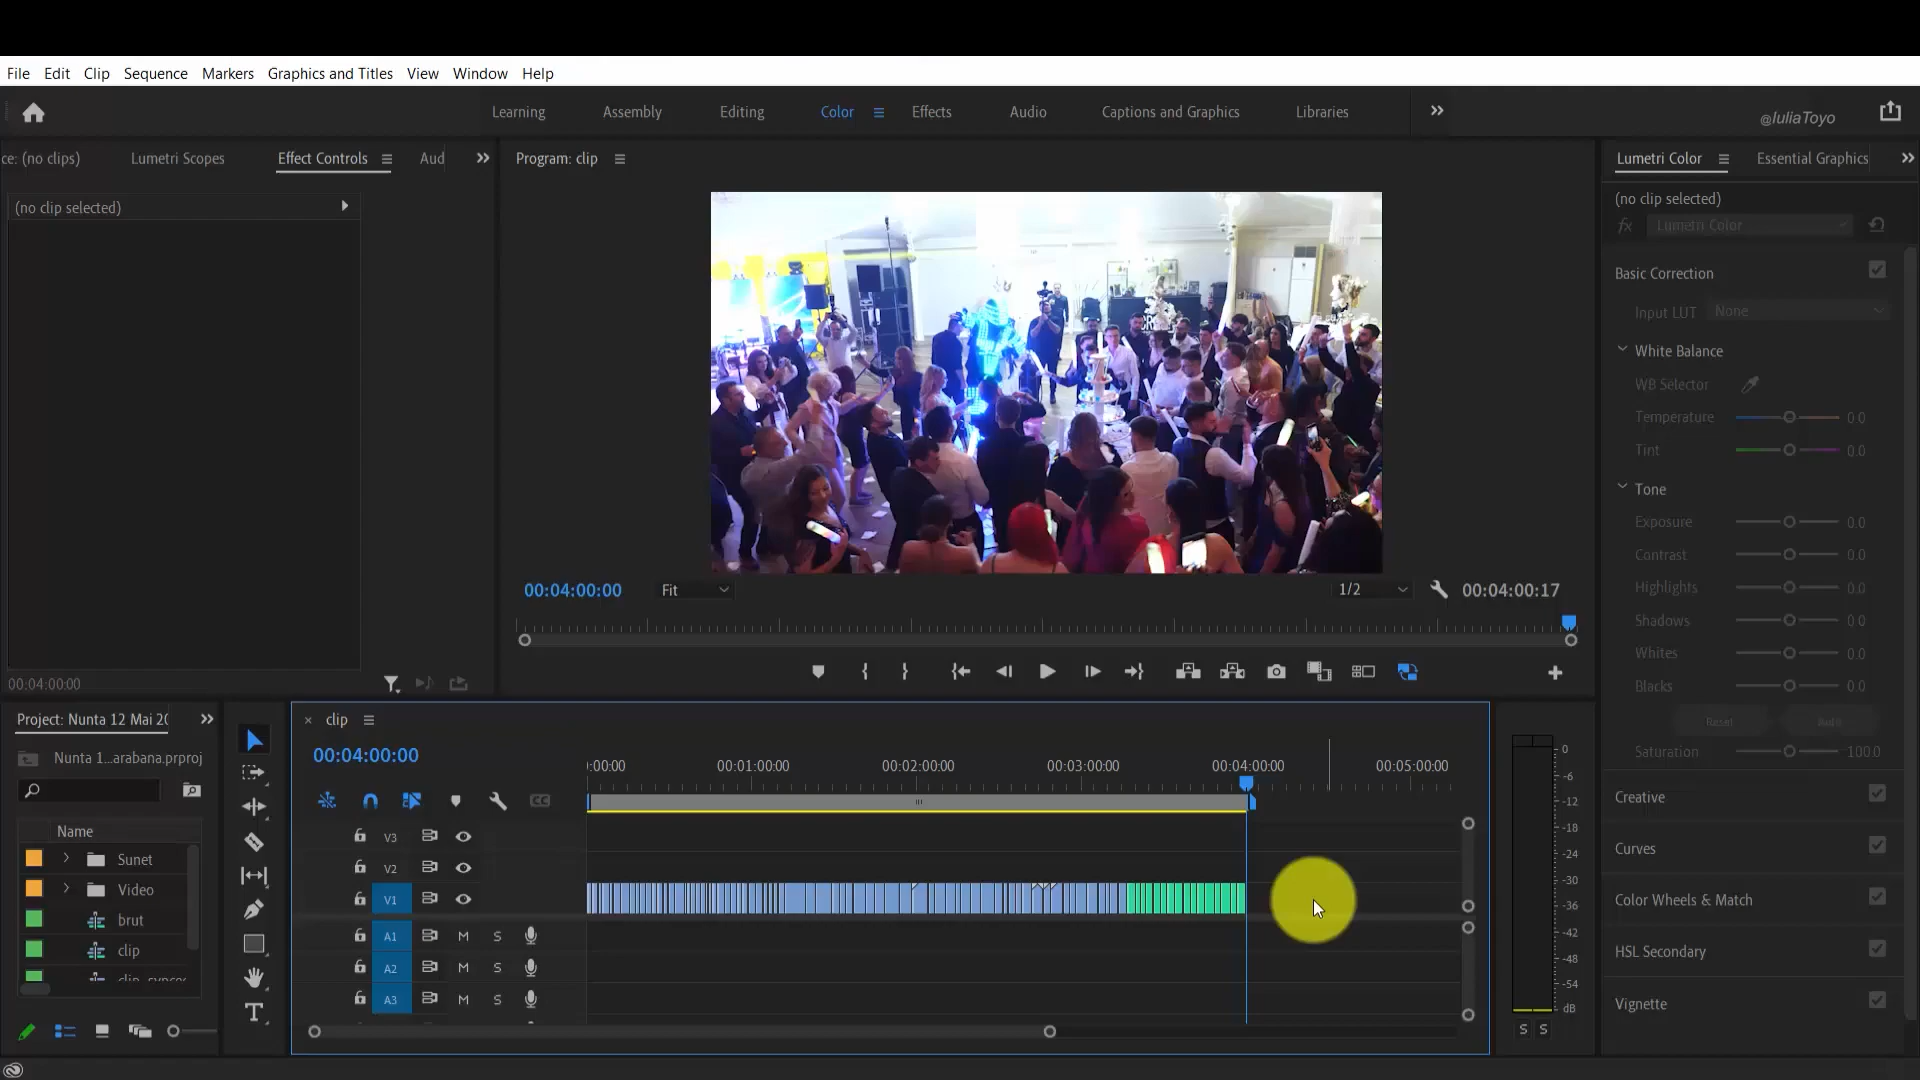 File Edit Clip Sequence Markers Graphics and Titles View Window Help
Learning Assembly Editing Color Effects Audio Captions and Graphics Libraries
@IuliaToyo
ce: (no clips) Lumetri Scopes Effect Controls Aud
(no clip selected)
00:04:00:00
Program: clip
00:04:00:00 Fit 1/2 00:04:00:17
Lumetri Color Essential Graphics
(no clip selected)
fx Lumetri Color
Basic Correction
Input LUT None
White Balance
WB Selector
Temperature 0.0
Tint 0.0
Tone
Exposure 0.0
Contrast 0.0
Highlights 0.0
Shadows 0.0
Whites 0.0
Blacks 0.0
Reset Auto
Saturation 100.0
Creative
Curves
Color Wheels & Match
HSL Secondary
Vignette
Project: Nunta 12 Mai 20
Nunta 1...arabana.prproj
Name
Sunet
Video
brut
clip
T
clip
00:04:00:00
:00:00 00:01:00:00 00:02:00:00 00:03:00:00 00:04:00:00 00:05:00:00
CC
V3
V2
V1
A1 M S
A2 M S
A3 M S
0
-6
-12
-18
-24
-30
-36
-42
-48
-54
dB
S S